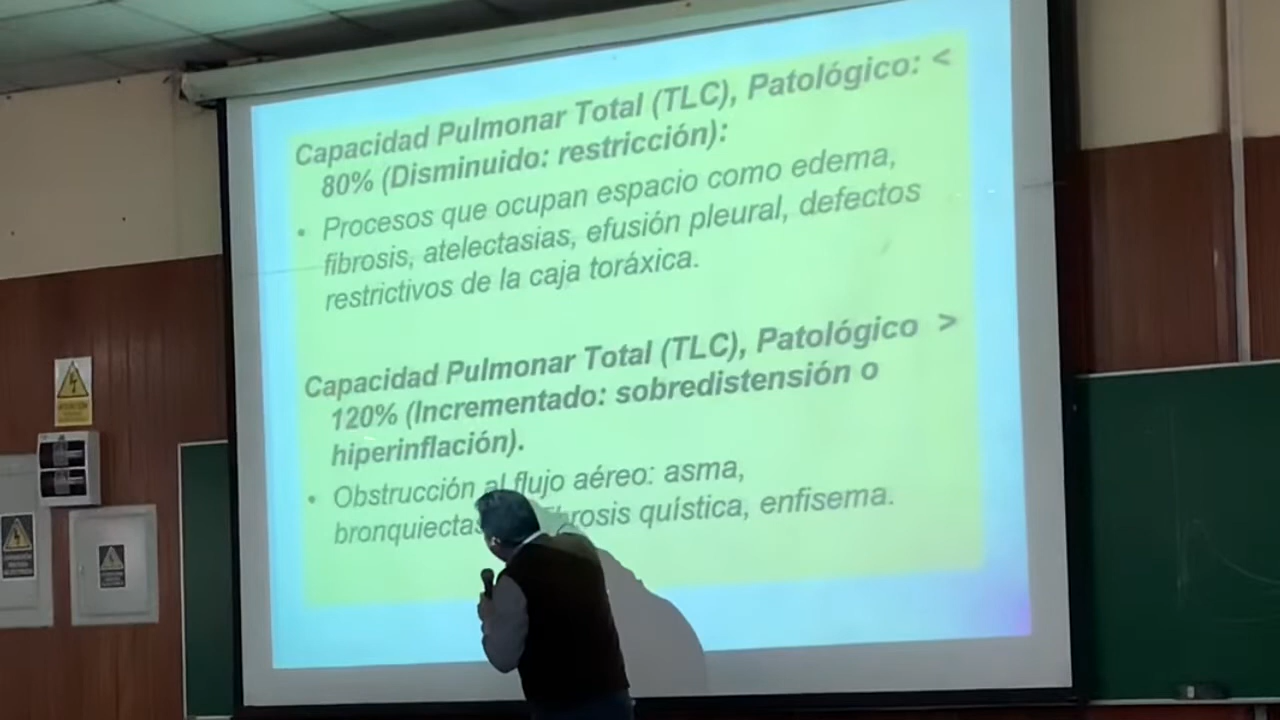 Capacidad Pulmonar Total (TLC), Patológico: <
80% (Disminuido: restricción):
• Procesos que ocupan espacio como edema,
fibrosis, atelectasias, efusión pleural, defectos
restrictivos de la caja toráxica.
Capacidad Pulmonar Total (TLC), Patológico >
120% (Incrementado: sobredistensión o
hiperinflación).
• Obstrucción al flujo aéreo: asma,
quística, enfisema.